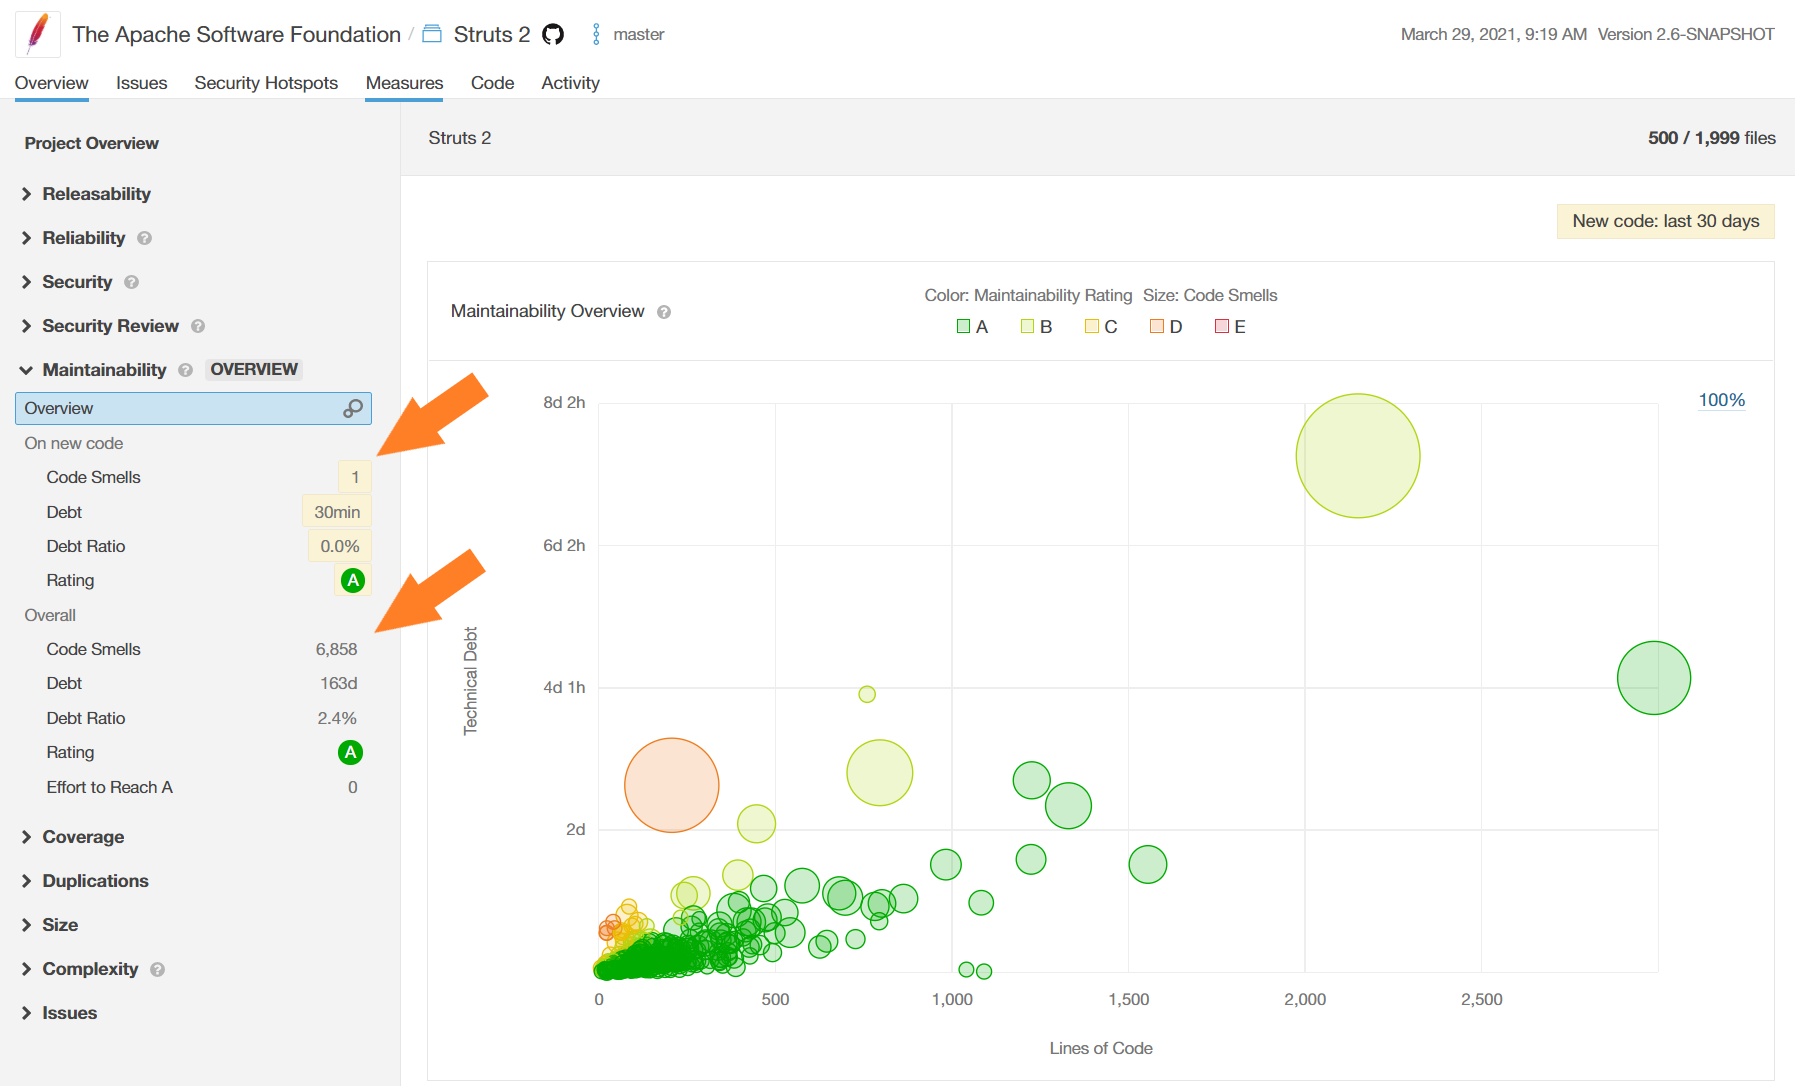 The Apache Software Foundation / Struts 2 master
March 29, 2021, 9:19 AM Version 2.6-SNAPSHOT
Overview Issues Security Hotspots Measures Code Activity
Project Overview
Releasability
Reliability ?
Security ?
Security Review ?
Maintainability ? OVERVIEW
Overview
On new code
Code Smells 1
Debt 30min
Debt Ratio 0.0%
Rating A
Overall
Code Smells 6,858
Debt 163d
Debt Ratio 2.4%
Rating A
Effort to Reach A 0
Coverage
Duplications
Size
Complexity ?
Issues
Struts 2
500 / 1,999 files
New code: last 30 days
Maintainability Overview ?
Color: Maintainability Rating Size: Code Smells
A B C D E
100%
8d 2h
6d 2h
4d 1h
2d
Technical Debt
0 500 1,000 1,500 2,000 2,500
Lines of Code